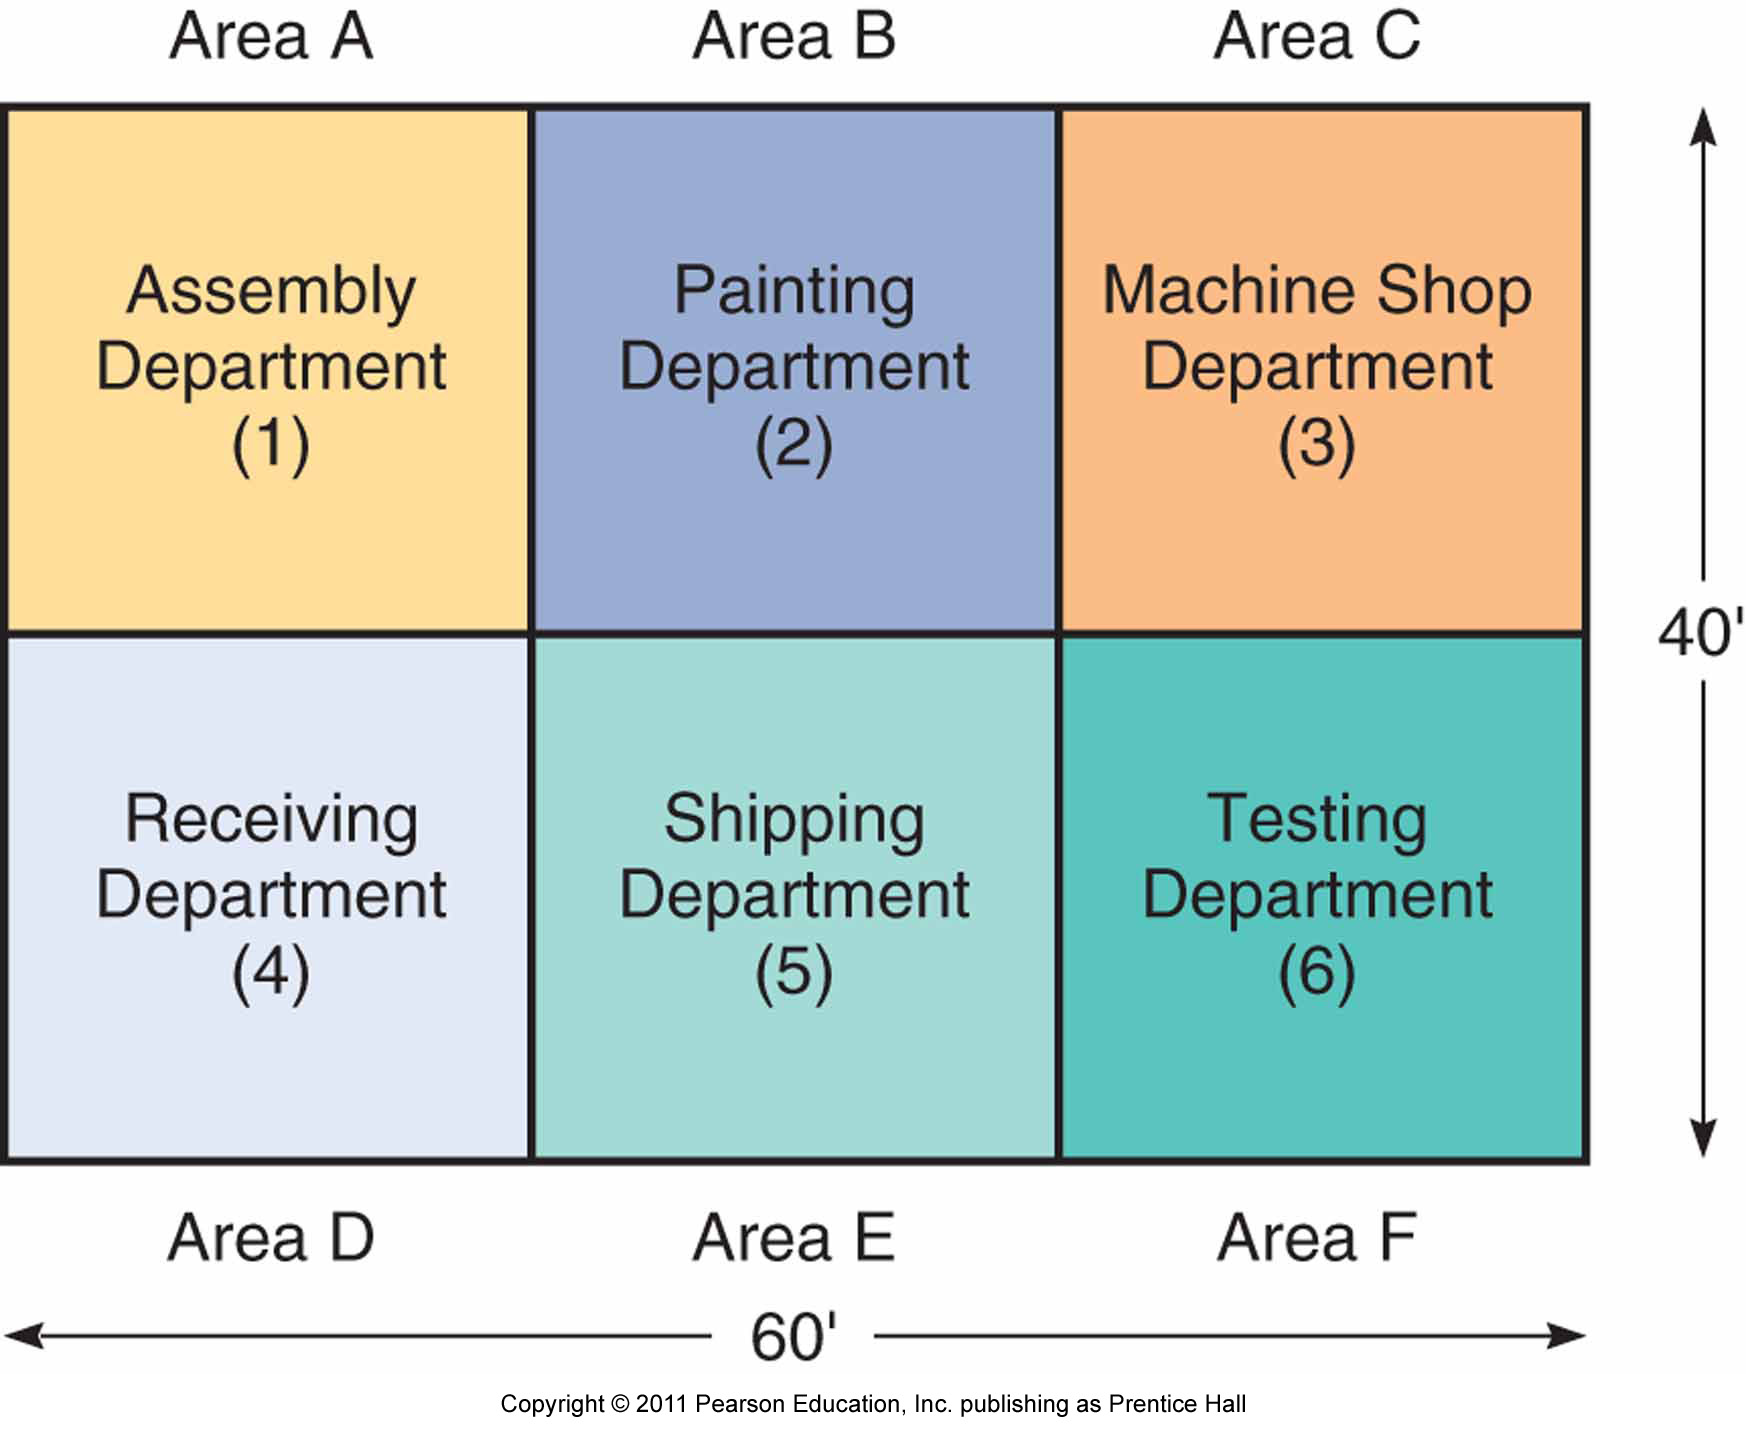 Area A
Area B
Area C
Assembly
Department
(1)
Painting
Department
(2)
Machine Shop
Department
(3)
40'
Receiving
Department
(4)
Shipping
Department
(5)
Testing
Department
(6)
Area D
Area E
Area F
60'
Copyright © 2011 Pearson Education, Inc. publishing as Prentice Hall